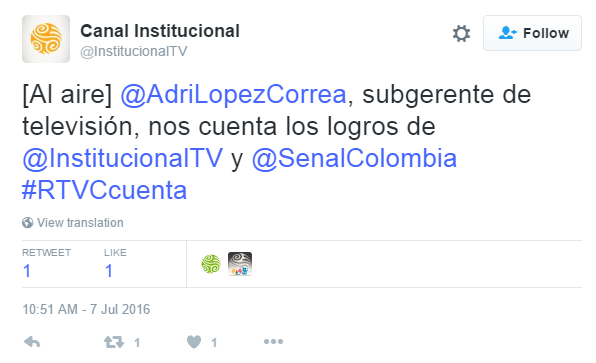 Canal Institucional
@InstitucionalTV
Follow
[Al aire] @AdriLopezCorrea, subgerente de
televisión, nos cuenta los logros de
@InstitucionalTV y @SenalColombia
#RTVCcuenta
View translation
RETWEET LIKE
1 1
10:51 AM - 7 Jul 2016
1 1